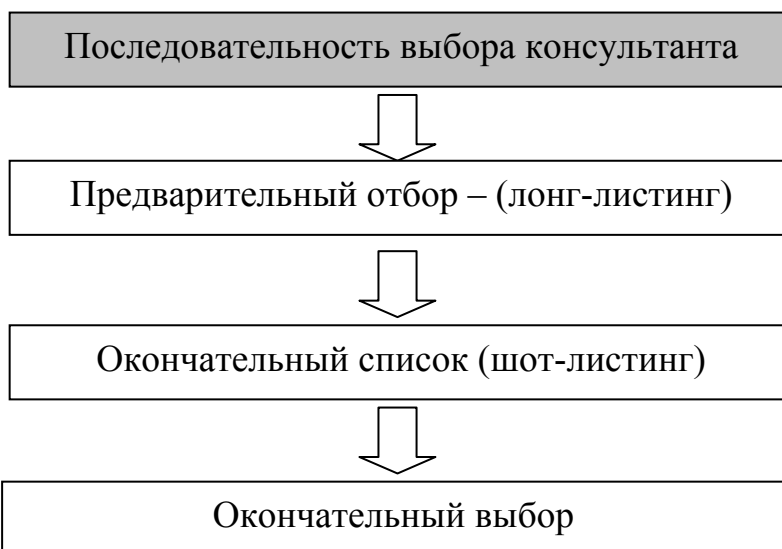 Последовательность выбора консультанта
Предварительный отбор – (лонг-листинг)
Окончательный список (шот-листинг)
Окончательный выбор